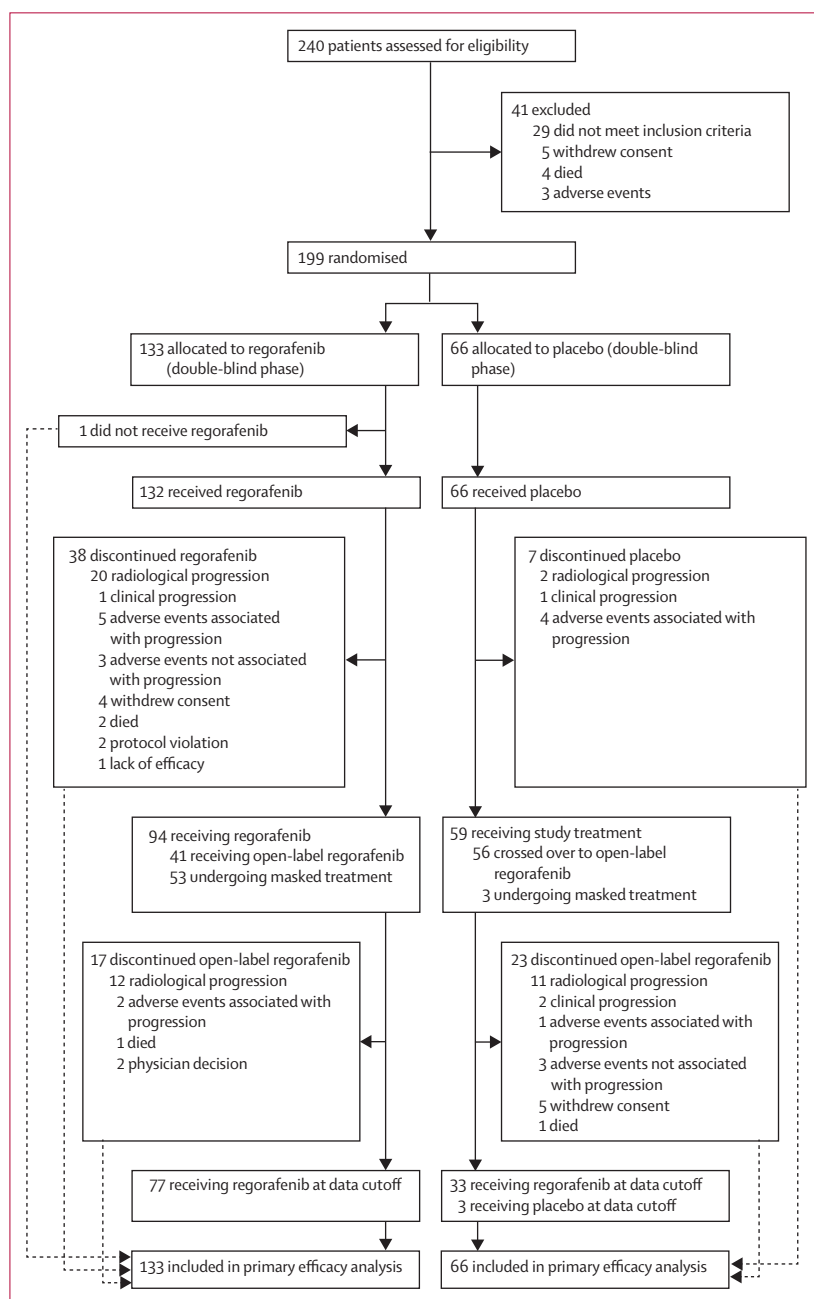 240 patients assessed for eligibility
41 excluded
29 did not meet inclusion criteria
5 withdrew consent
4 died
3 adverse events
199 randomised
133 allocated to regorafenib
(double-blind phase)
66 allocated to placebo (double-blind
phase)
1 did not receive regorafenib
132 received regorafenib
66 received placebo
38 discontinued regorafenib
20 radiological progression
1 clinical progression
5 adverse events associated
with progression
3 adverse events not associated
with progression
4 withdrew consent
2 died
2 protocol violation
1 lack of efficacy
7 discontinued placebo
2 radiological progression
1 clinical progression
4 adverse events associated with
progression
94 receiving regorafenib
41 receiving open-label regorafenib
53 undergoing masked treatment
59 receiving study treatment
56 crossed over to open-label
regorafenib
3 undergoing masked treatment
17 discontinued open-label regorafenib
12 radiological progression
2 adverse events associated with
progression
1 died
2 physician decision
23 discontinued open-label regorafenib
11 radiological progression
2 clinical progression
1 adverse events associated with
progression
3 adverse events not associated
with progression
5 withdrew consent
1 died
77 receiving regorafenib at data cutoff
33 receiving regorafenib at data cutoff
3 receiving placebo at data cutoff
133 included in primary efficacy analysis
66 included in primary efficacy analysis